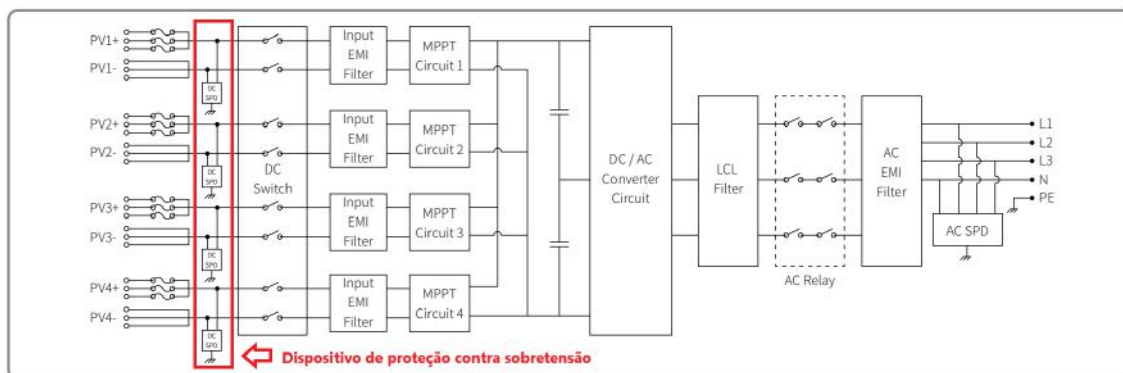 PV1+
PV1-
DC
SPD
PV2+
PV2-
DC
SPD
PV3+
PV3-
DC
SPD
PV4+
PV4-
DC
SPD
DC
Switch
Input
EMI
Filter
MPPT
Circuit 1
Input
EMI
Filter
MPPT
Circuit 2
Input
EMI
Filter
MPPT
Circuit 3
Input
EMI
Filter
MPPT
Circuit 4
DC / AC
Converter
Circuit
LCL
Filter
AC Relay
AC
EMI
Filter
L1
L2
L3
N
PE
AC SPD
Dispositivo de proteção contra sobretensão